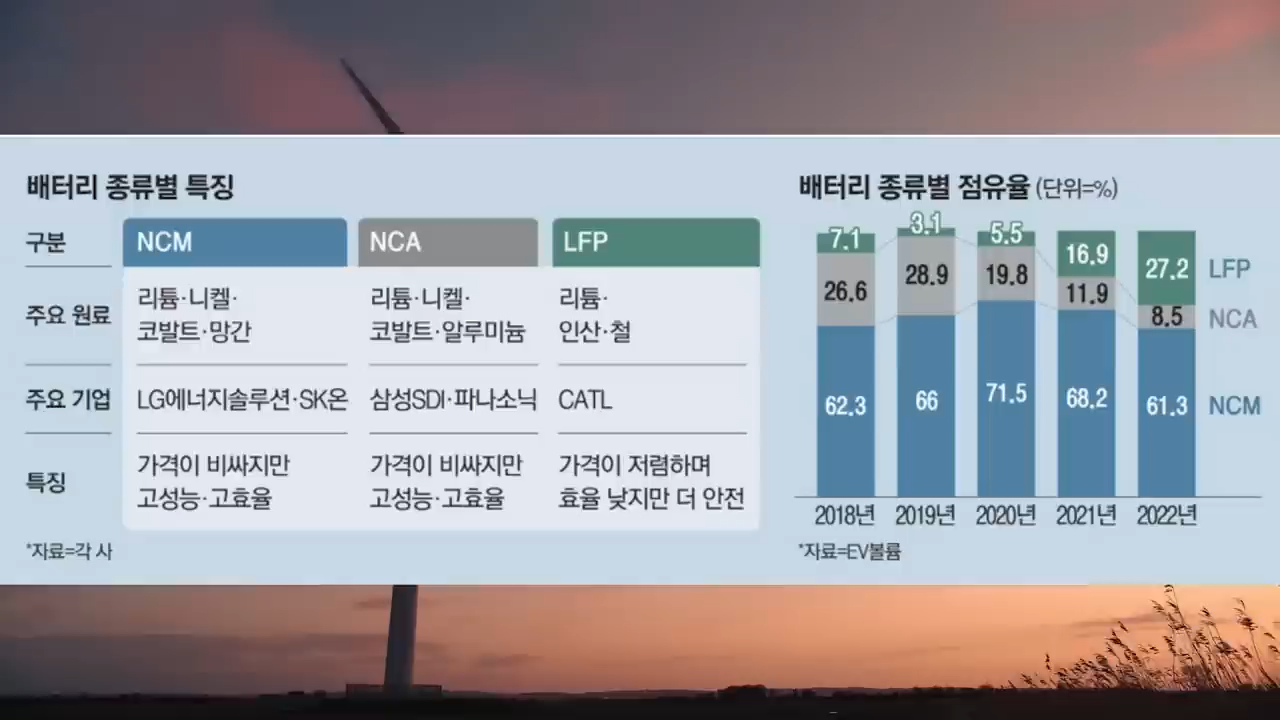 배터리 종류별 특징
구분 NCM NCA LFP
주요 원료
리튬·니켈·
코발트·망간
리튬·니켈·
코발트·알루미늄
리튬·
인산·철
주요 기업 LG에너지솔루션·SK온 삼성SDI·파나소닉 CATL
특징
가격이 비싸지만
고성능·고효율
가격이 비싸지만
고성능·고효율
가격이 저렴하며
효율 낮지만 더 안전
*자료=각 사
배터리 종류별 점유율 (단위=%)
7.1 3.1 5.5 16.9 27.2 LFP
26.6 28.9 19.8 11.9 8.5 NCA
62.3 66 71.5 68.2 61.3 NCM
2018년 2019년 2020년 2021년 2022년
*자료=EV볼륨